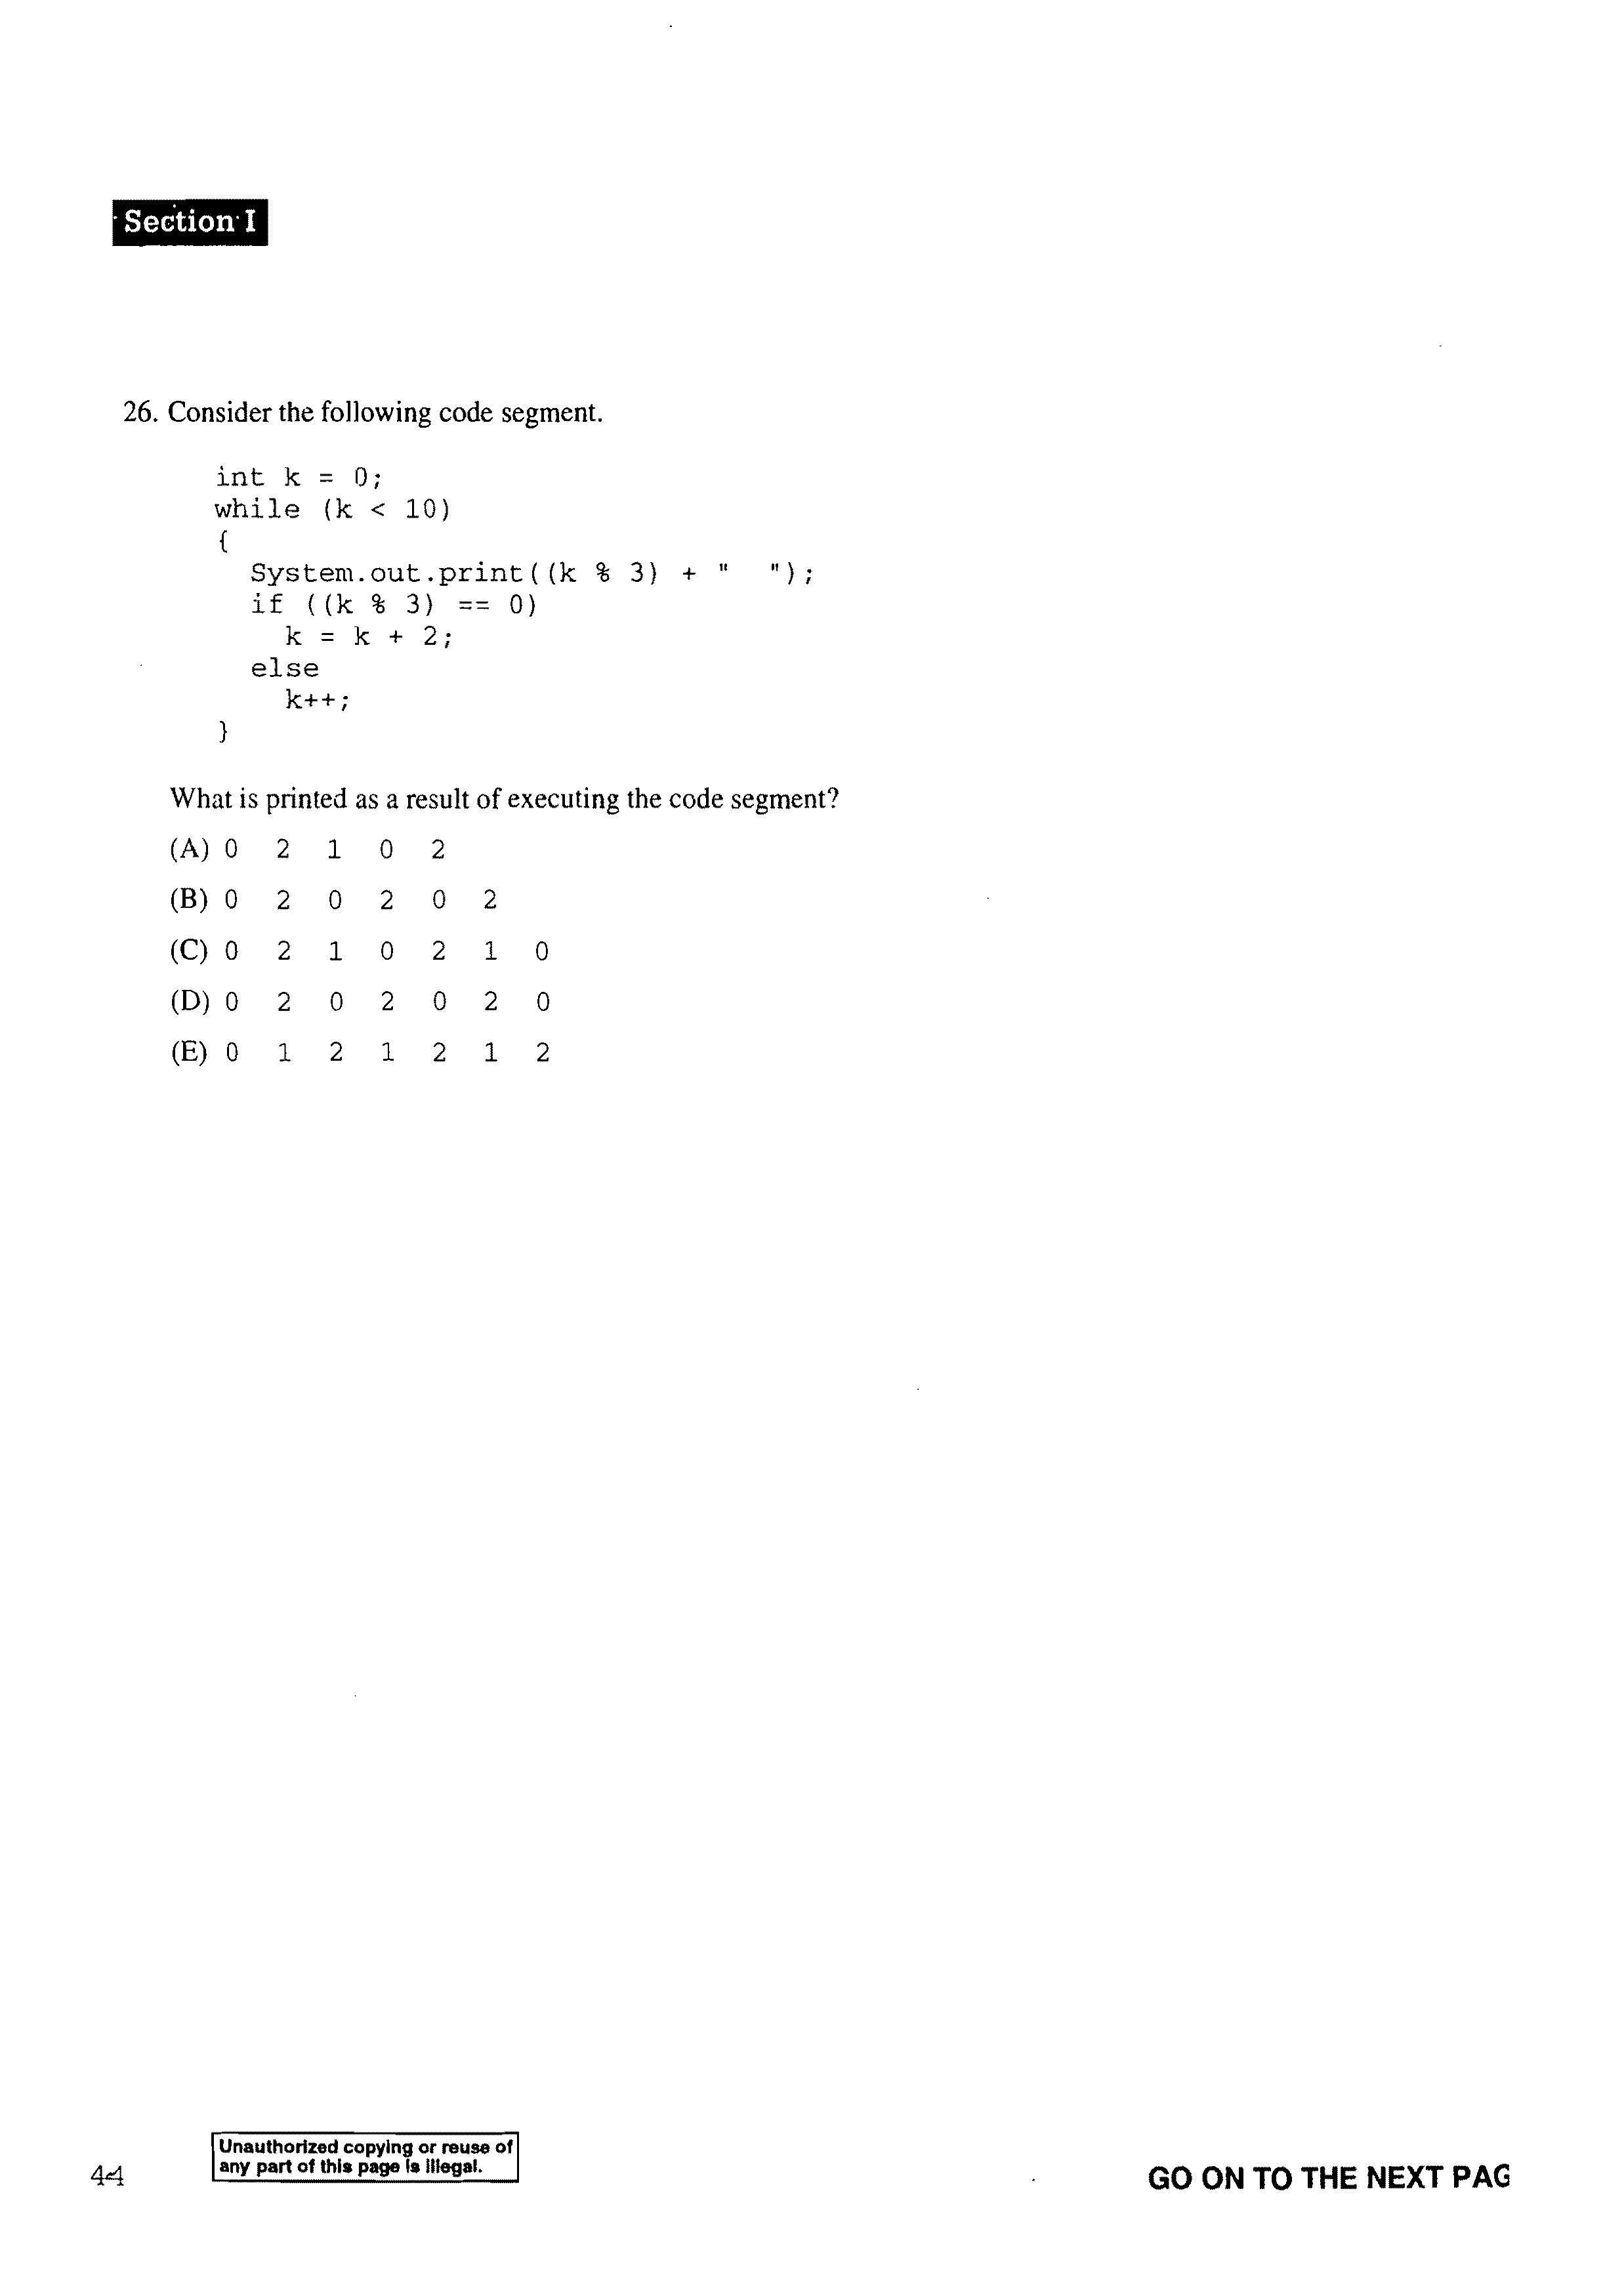 Section I
26. Consider the following code segment.
int k = 0;
while (k < 10)
{
  System.out.print((k % 3) + "  ");
  if ((k % 3) == 0)
    k = k + 2;
  else
    k++;
}
What is printed as a result of executing the code segment?
(A) 0 2 1 0 2
(B) 0 2 0 2 0 2
(C) 0 2 1 0 2 1 0
(D) 0 2 0 2 0 2 0
(E) 0 1 2 1 2 1 2
Unauthorized copying or reuse of
any part of this page is illegal.
44
GO ON TO THE NEXT PAG